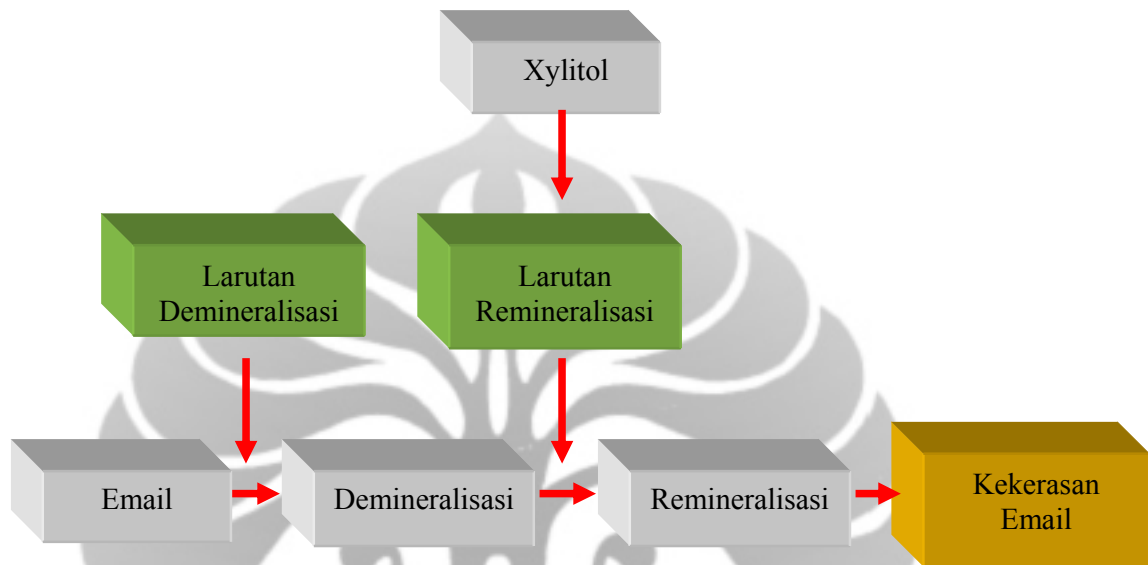 Xylitol
Larutan
Demineralisasi
Larutan
Remineralisasi
Email
Demineralisasi
Remineralisasi
Kekerasan
Email